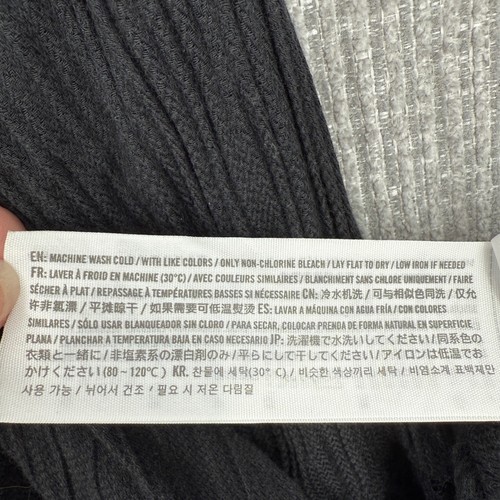 EN: MACHINE WASH COLD / WITH LIKE COLORS / ONLY NON-CHLORINE BLEACH / LAY FLAT TO DRY / LOW IRON IF NEEDED
FR: LAVER À FROID EN MACHINE (30°C) / AVEC COULEURS SIMILAIRES / BLANCHIMENT SANS CHLORE UNIQUEMENT / FAIRE
SÉCHER À PLAT / REPASSAGE À TEMPÉRATURES BASSES SI NÉCESSAIRE CN: 冷水机洗 / 可与相似色同洗 / 仅允
许非氧漂 / 平摊晾干 / 如果需要可低温熨烫 ES: LAVAR A MÁQUINA CON AGUA FRÍA / CON COLORES
SIMILARES / SÓLO USAR BLANQUEADOR SIN CLORO / PARA SECAR, COLOCAR PRENDA DE FORMA NATURAL EN SUPERFICIE
PLANA / PLANCHAR A TEMPERATURA BAJA EN CASO NECESARIO JP: 洗濯機で水洗いしてください / 同系色の
衣類と一緒に / 非塩素系の漂白剤のみ / 平らにして干してください / アイロンは低温でお
かけください (80～120℃) KR. 찬물에 세탁(30° C) / 비슷한 색상끼리 세탁 / 비염소계 표백제만
사용 가능 / 뉘어서 건조 / 필요 시 저온 다림질